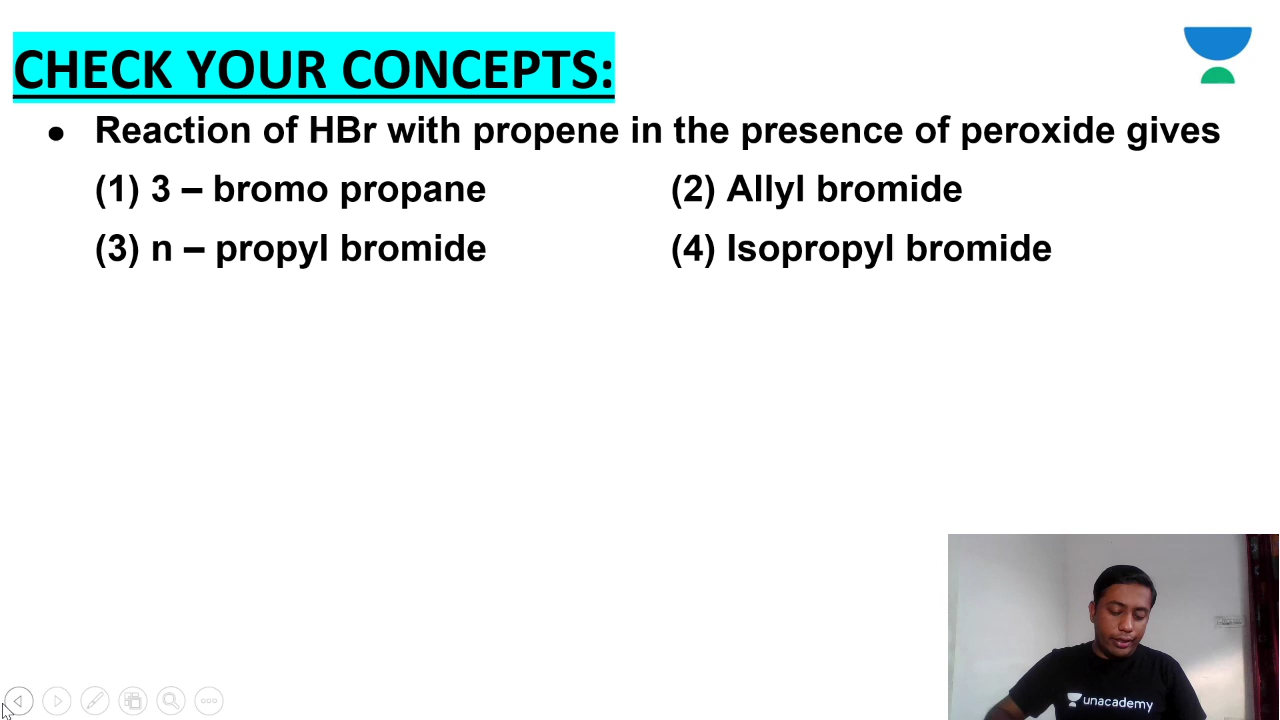 CHECK YOUR CONCEPTS:
● Reaction of HBr with propene in the presence of peroxide gives
(1) 3 – bromo propane (2) Allyl bromide
(3) n – propyl bromide (4) Isopropyl bromide
unacademy